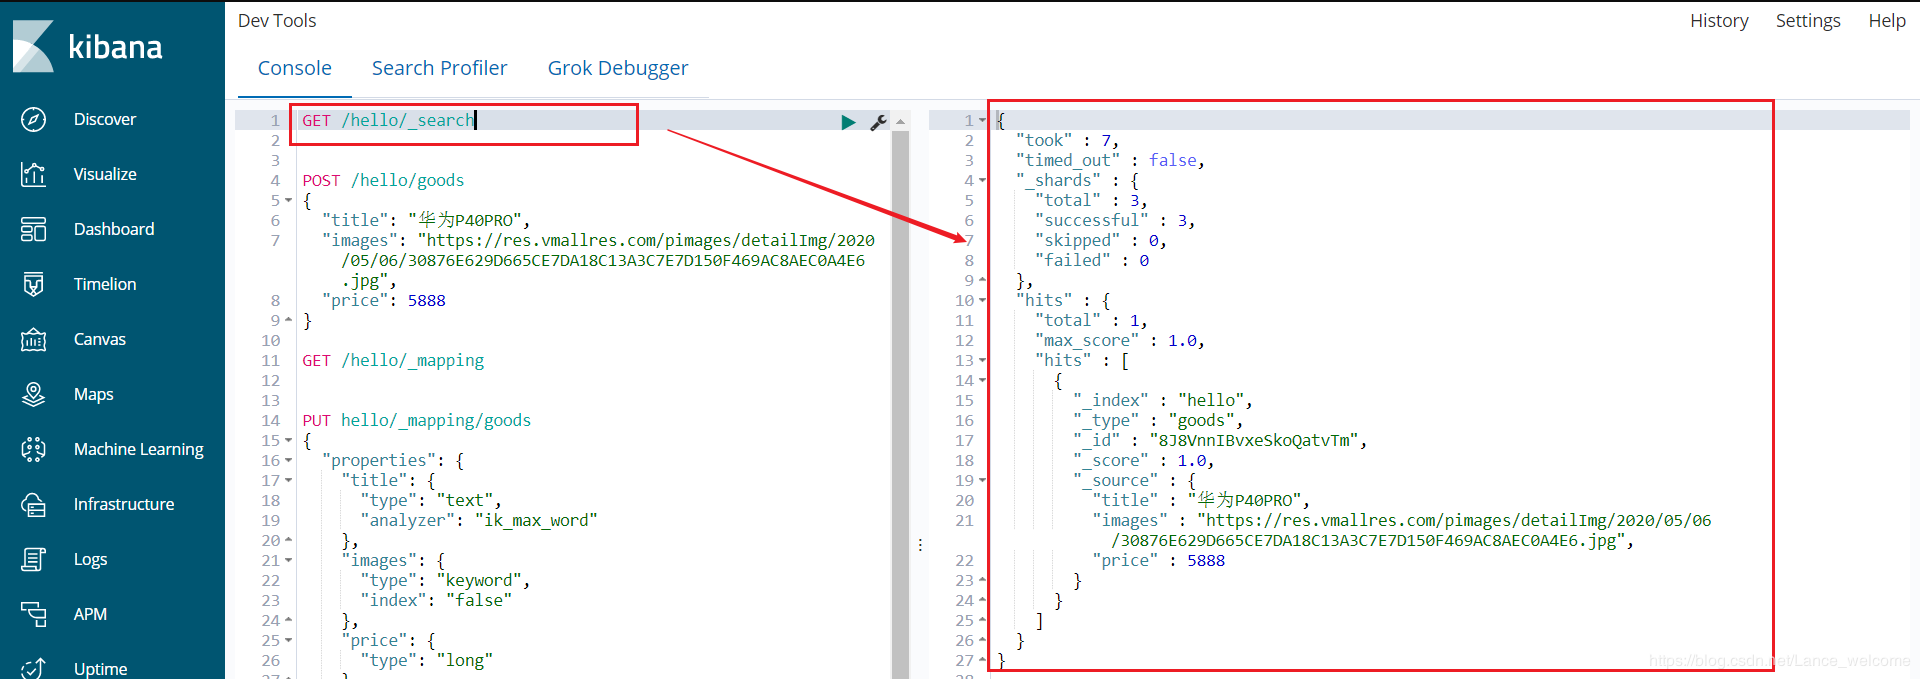 kibana
Discover
Visualize
Dashboard
Timelion
Canvas
Maps
Machine Learning
Infrastructure
Logs
APM
Uptime
Dev Tools
History Settings Help
Console Search Profiler Grok Debugger
1 GET /hello/_search
2
3
4 POST /hello/goods
5 {
6 "title": "华为P40PRO",
7 "images": "https://res.vmallres.com/pimages/detailImg/2020
/05/06/30876E629D665CE7DA18C13A3C7E7D150F469AC8AEC0A4E6
.jpg",
8 "price": 5888
9 }
10
11 GET /hello/_mapping
12
13
14 PUT hello/_mapping/goods
15 {
16 "properties": {
17 "title": {
18 "type": "text",
19 "analyzer": "ik_max_word"
20 },
21 "images": {
22 "type": "keyword",
23 "index": "false"
24 },
25 "price": {
26 "type": "long"
1 {
2 "took" : 7,
3 "timed_out" : false,
4 "_shards" : {
5 "total" : 3,
6 "successful" : 3,
7 "skipped" : 0,
8 "failed" : 0
9 },
10 "hits" : {
11 "total" : 1,
12 "max_score" : 1.0,
13 "hits" : [
14 {
15 "_index" : "hello",
16 "_type" : "goods",
17 "_id" : "8J8VnnIBvxeSkoQatvTm",
18 "_score" : 1.0,
19 "_source" : {
20 "title" : "华为P40PRO",
21 "images" : "https://res.vmallres.com/pimages/detailImg/2020/05/06
/30876E629D665CE7DA18C13A3C7E7D150F469AC8AEC0A4E6.jpg",
22 "price" : 5888
23 }
24 }
25 ]
26 }
27 }
https://blog.csdn.net/Lance_welcome